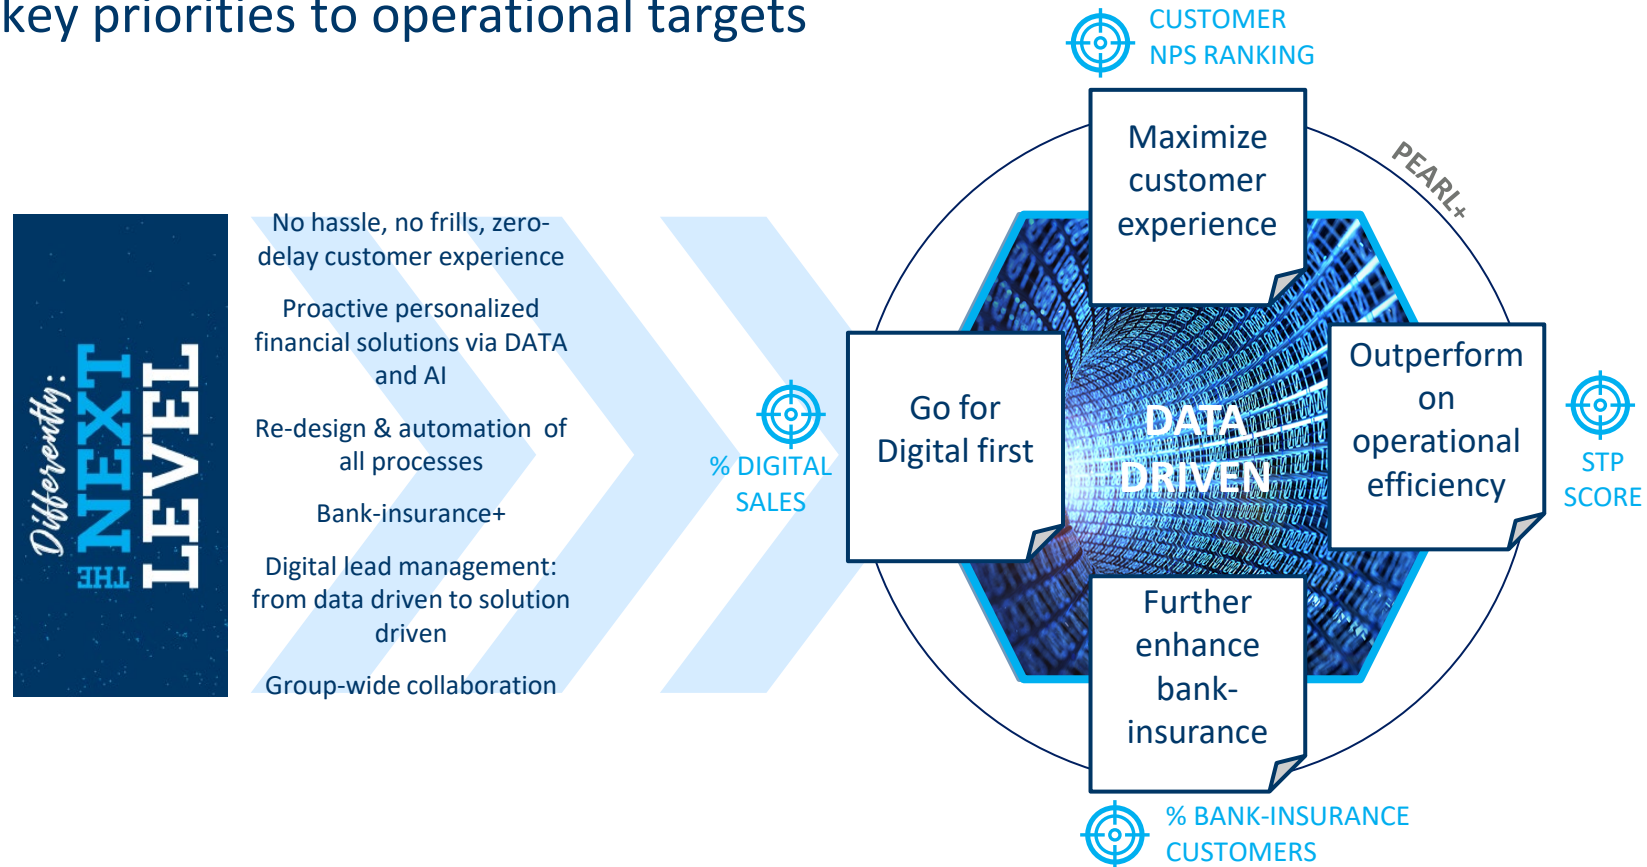 key priorities to operational targets
Differently:
THE NEXT
LEVEL
No hassle, no frills, zero-
delay customer experience
Proactive personalized
financial solutions via DATA
and AI
Re-design & automation of
all processes
Bank-insurance+
Digital lead management:
from data driven to solution
driven
Group-wide collaboration
CUSTOMER
NPS RANKING
Maximize
customer
experience
PEARL+
% DIGITAL
SALES
Go for
Digital first
DATA
DRIVEN
Outperform
on
operational
efficiency
STP
SCORE
Further
enhance
bank-
insurance
% BANK-INSURANCE
CUSTOMERS